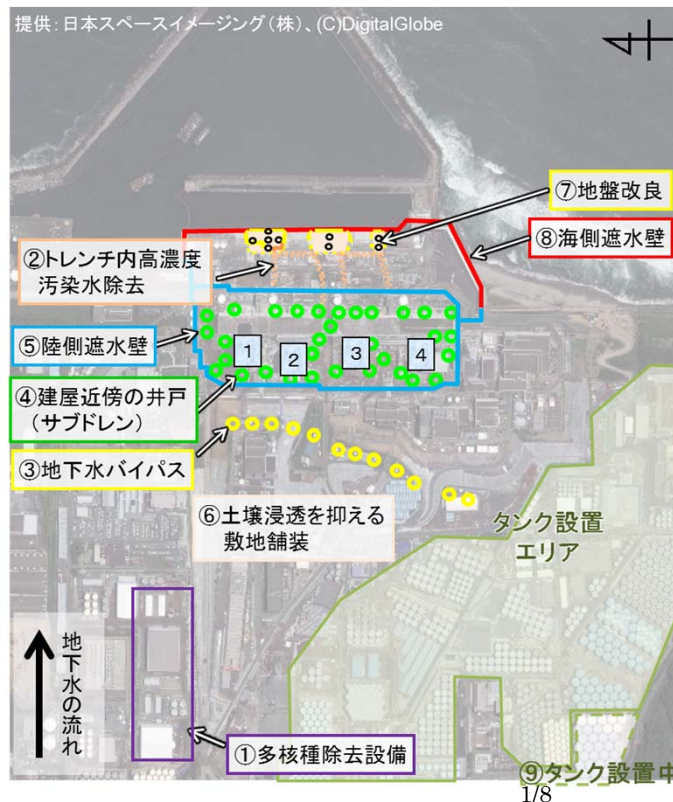 提供：日本スペースイメージング（株）、(C)DigitalGlobe
⑦地盤改良
⑧海側遮水壁
②トレンチ内高濃度
汚染水除去
⑤陸側遮水壁
1
2
3
4
④建屋近傍の井戸
（サブドレン）
③地下水バイパス
⑥土壌浸透を抑える
敷地舗装
タンク設置
エリア
地下水の流れ
①多核種除去設備
⑨タンク設置中
1/8